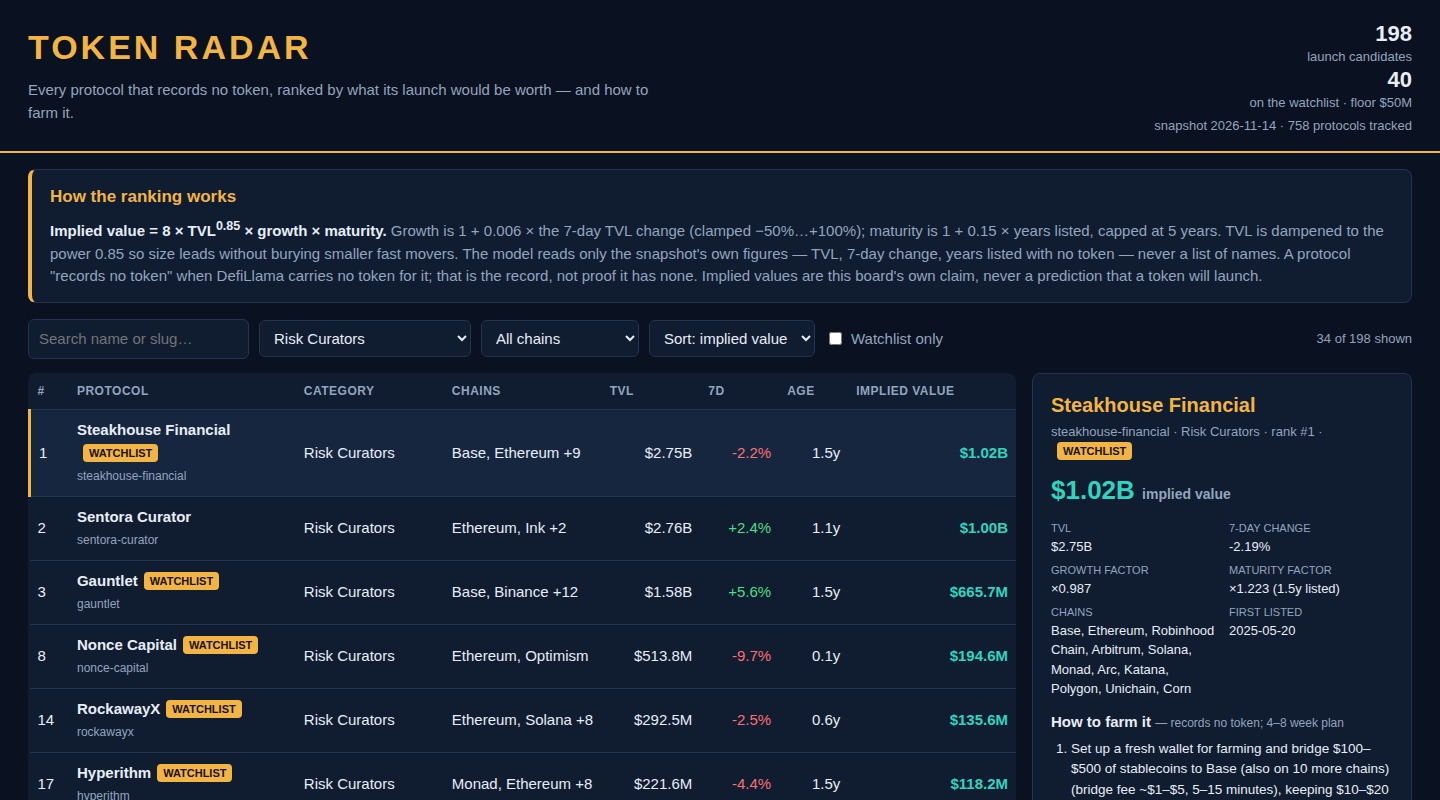 TOKEN RADAR
Every protocol that records no token, ranked by what its launch would be worth — and how to
farm it.
198
launch candidates
40
on the watchlist · floor $50M
snapshot 2026-11-14 · 758 protocols tracked
How the ranking works
Implied value = 8 × TVL^0.85 × growth × maturity. Growth is 1 + 0.006 × the 7-day TVL change (clamped −50%…+100%); maturity is 1 + 0.15 × years listed, capped at 5 years. TVL is dampened to the
power 0.85 so size leads without burying smaller fast movers. The model reads only the snapshot's own figures — TVL, 7-day change, years listed with no token — never a list of names. A protocol
"records no token" when DefiLlama carries no token for it; that is the record, not proof it has none. Implied values are this board's own claim, never a prediction that a token will launch.
Search name or slug… Risk Curators All chains Sort: implied value Watchlist only 34 of 198 shown
# PROTOCOL CATEGORY CHAINS TVL 7D AGE IMPLIED VALUE
Steakhouse Financial
1 WATCHLIST Risk Curators Base, Ethereum +9 $2.75B -2.2% 1.5y $1.02B
steakhouse-financial
Sentora Curator
2 Risk Curators Ethereum, Ink +2 $2.76B +2.4% 1.1y $1.00B
sentora-curator
Gauntlet WATCHLIST
3 Risk Curators Base, Binance +12 $1.58B +5.6% 1.5y $665.7M
gauntlet
Nonce Capital WATCHLIST
8 Risk Curators Ethereum, Optimism $513.8M -9.7% 0.1y $194.6M
nonce-capital
RockawayX WATCHLIST
14 Risk Curators Ethereum, Solana +8 $292.5M -2.5% 0.6y $135.6M
rockawayx
Hyperithm WATCHLIST
17 Risk Curators Monad, Ethereum +8 $221.6M -4.4% 1.5y $118.2M
hyperithm
Steakhouse Financial
steakhouse-financial · Risk Curators · rank #1 ·
WATCHLIST
$1.02B implied value
TVL 7-DAY CHANGE
$2.75B -2.19%
GROWTH FACTOR MATURITY FACTOR
×0.987 ×1.223 (1.5y listed)
CHAINS FIRST LISTED
Base, Ethereum, Robinhood 2025-05-20
Chain, Arbitrum, Solana,
Monad, Arc, Katana,
Polygon, Unichain, Corn
How to farm it — records no token; 4–8 week plan
1. Set up a fresh wallet for farming and bridge $100–
$500 of stablecoins to Base (also on 10 more chains)
(bridge fee ~$1–$5, 5–15 minutes), keeping $10–$20